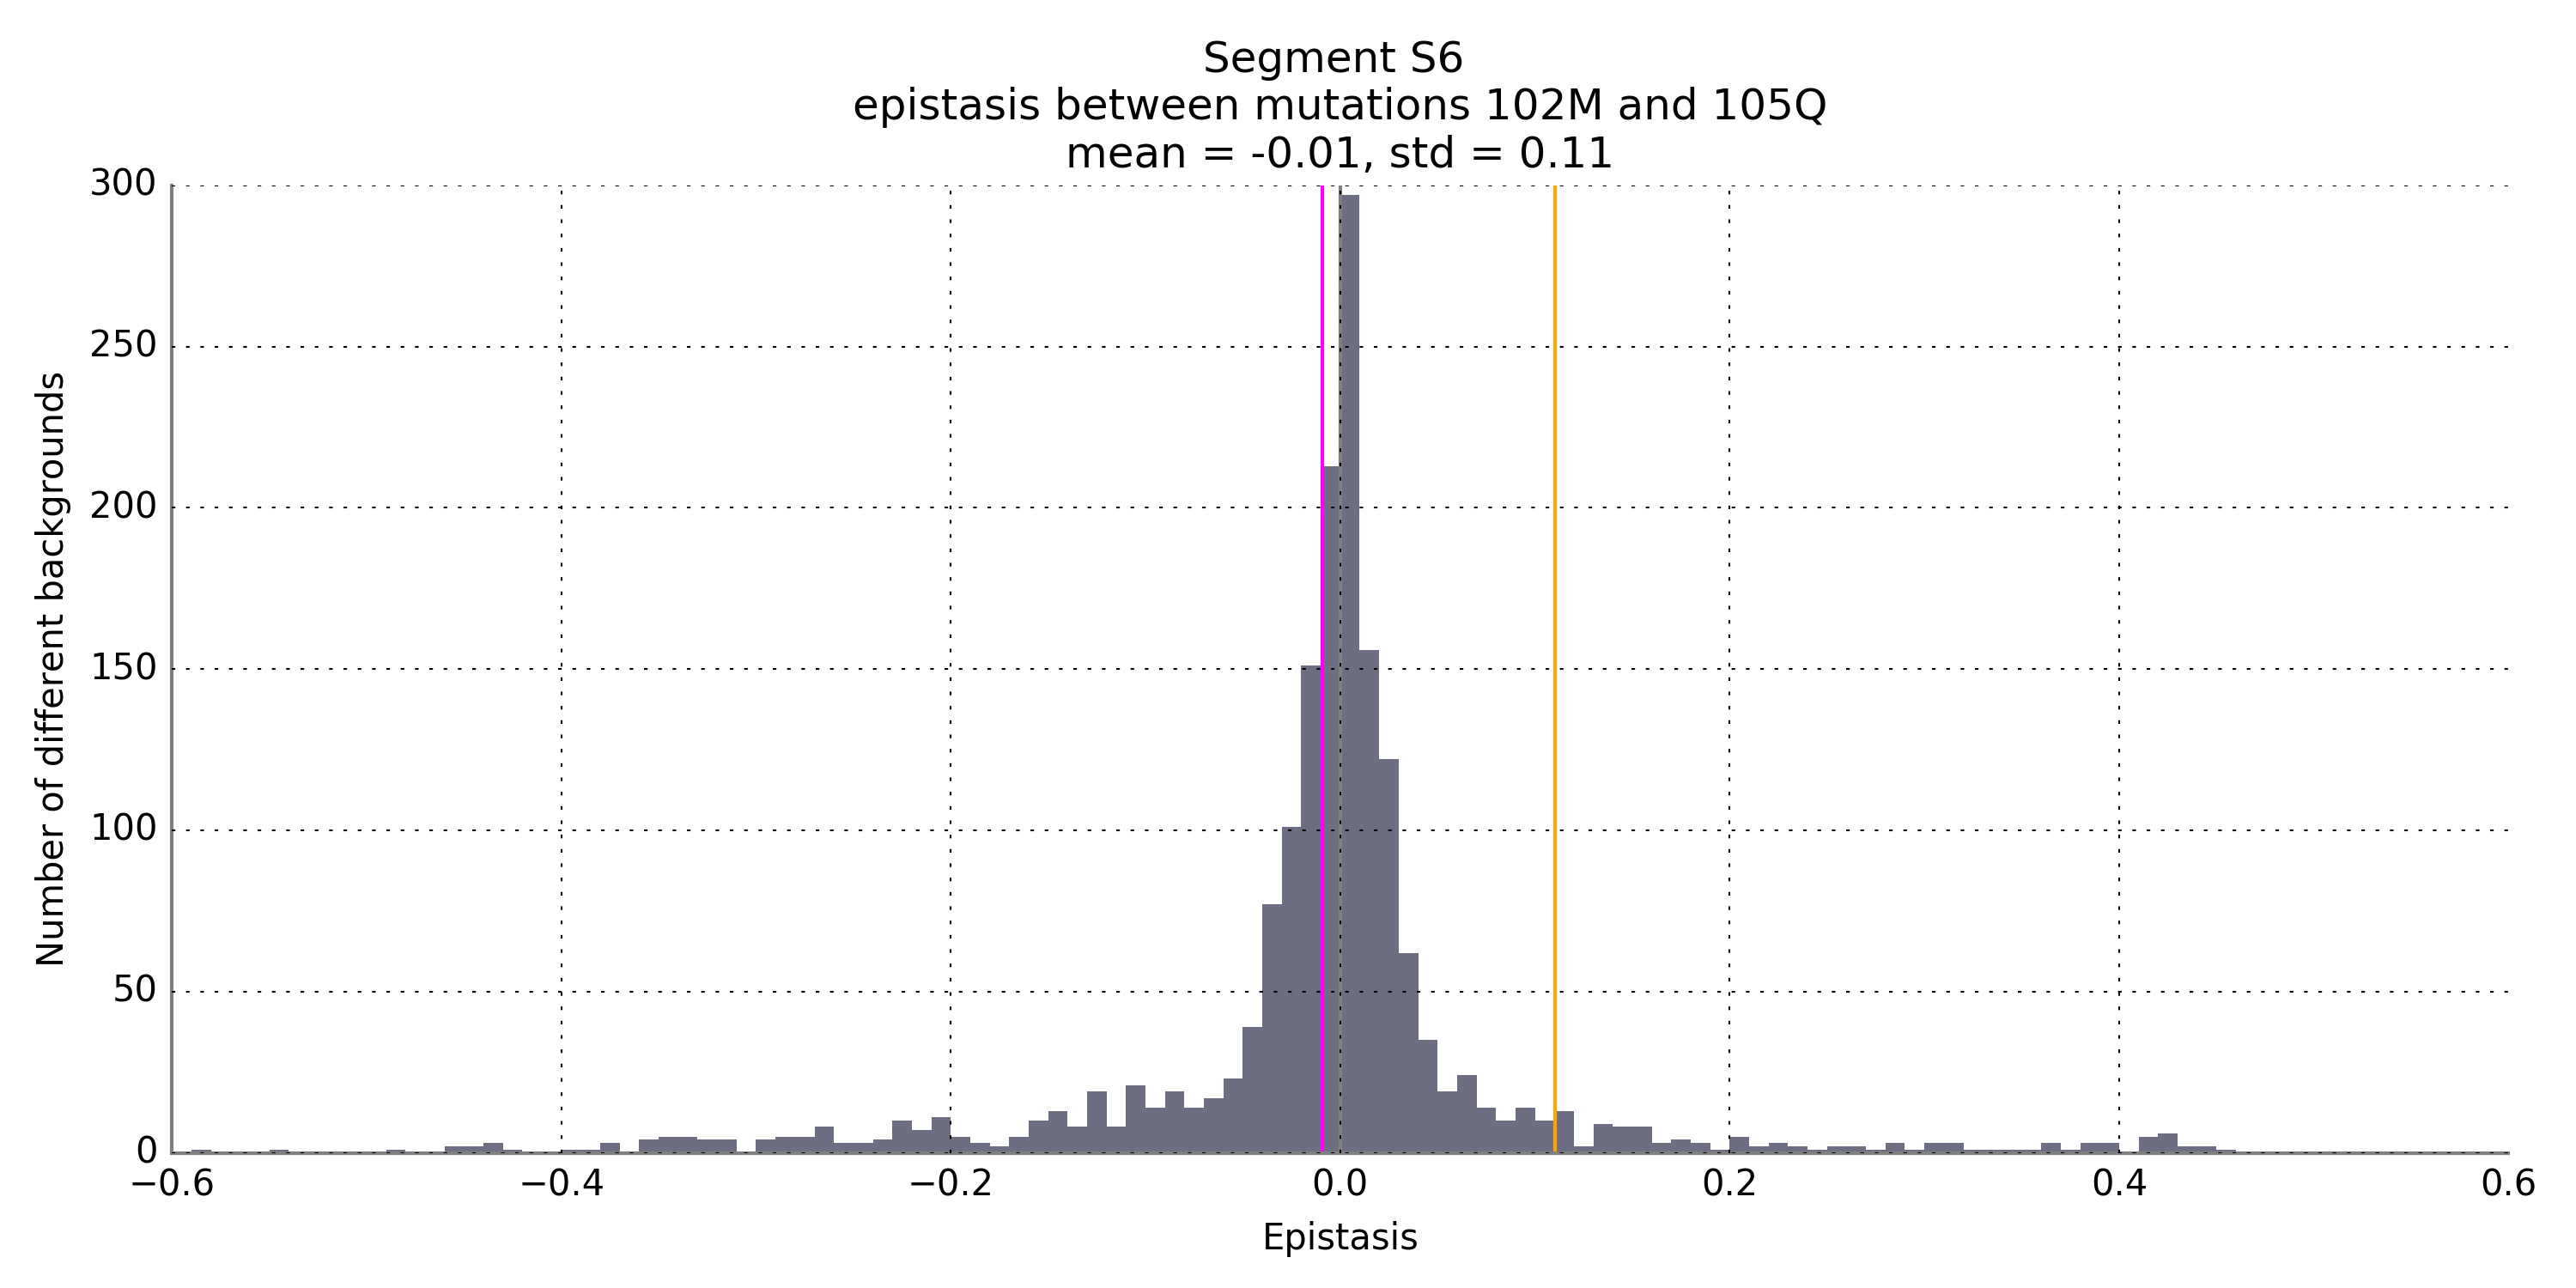 Segment S6
epistasis between mutations 102M and 105Q
mean = -0.01, std = 0.11
300
250
200
150
100
50
0
Number of different backgrounds
−0.6 −0.4 −0.2 0.0 0.2 0.4 0.6
Epistasis